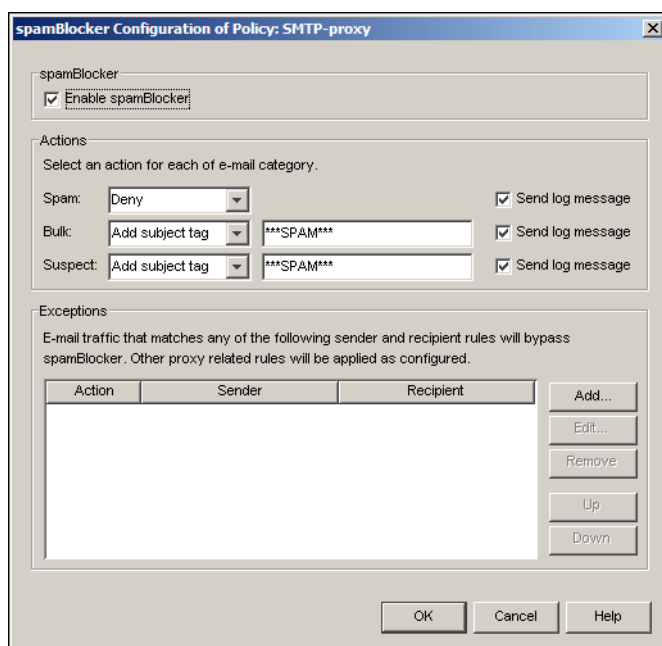 spamBlocker Configuration of Policy: SMTP-proxy
spamBlocker
Enable spamBlocker
Actions
Select an action for each of e-mail category.
Spam: Deny Send log message
Bulk: Add subject tag ***SPAM*** Send log message
Suspect: Add subject tag ***SPAM*** Send log message
Exceptions
E-mail traffic that matches any of the following sender and recipient rules will bypass
spamBlocker. Other proxy related rules will be applied as configured.
Action Sender Recipient
Add...
Edit...
Remove
Up
Down
OK Cancel Help